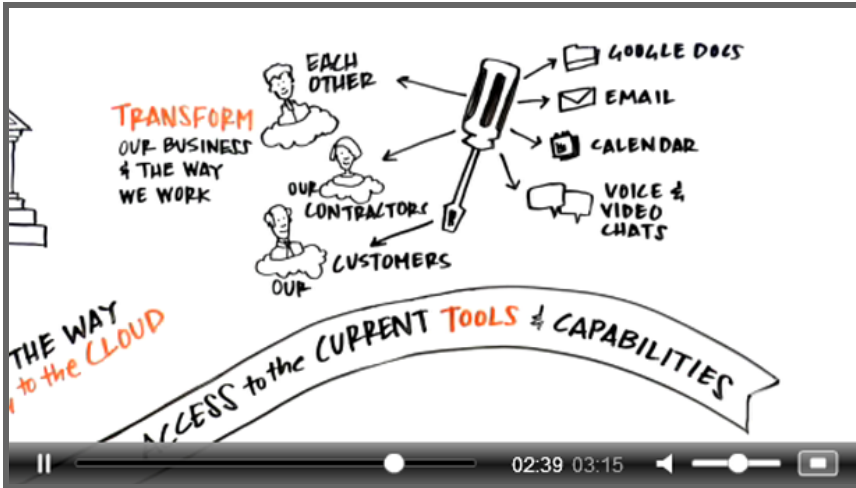 EACH
OTHER
TRANSFORM
OUR BUSINESS
& THE WAY
WE WORK
OUR
CONTRACTORS
OUR
CUSTOMERS
GOOGLE DOCS
EMAIL
CALENDAR
VOICE &
VIDEO
CHATS
THE WAY
to the CLOUD
ACCESS to the CURRENT TOOLS & CAPABILITIES
02:39 03:15